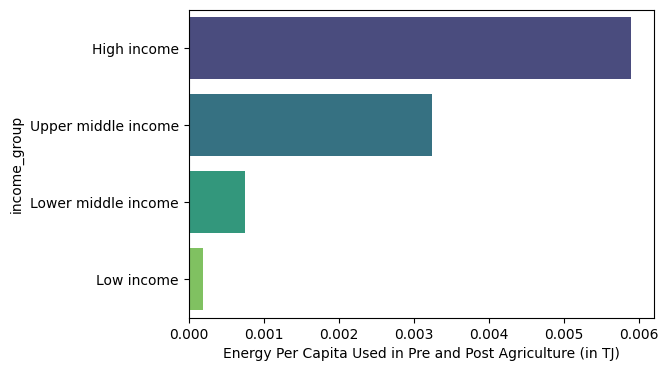 High income
Upper middle income
Lower middle income
Low income
income_group
0.000 0.001 0.002 0.003 0.004 0.005 0.006
Energy Per Capita Used in Pre and Post Agriculture (in TJ)